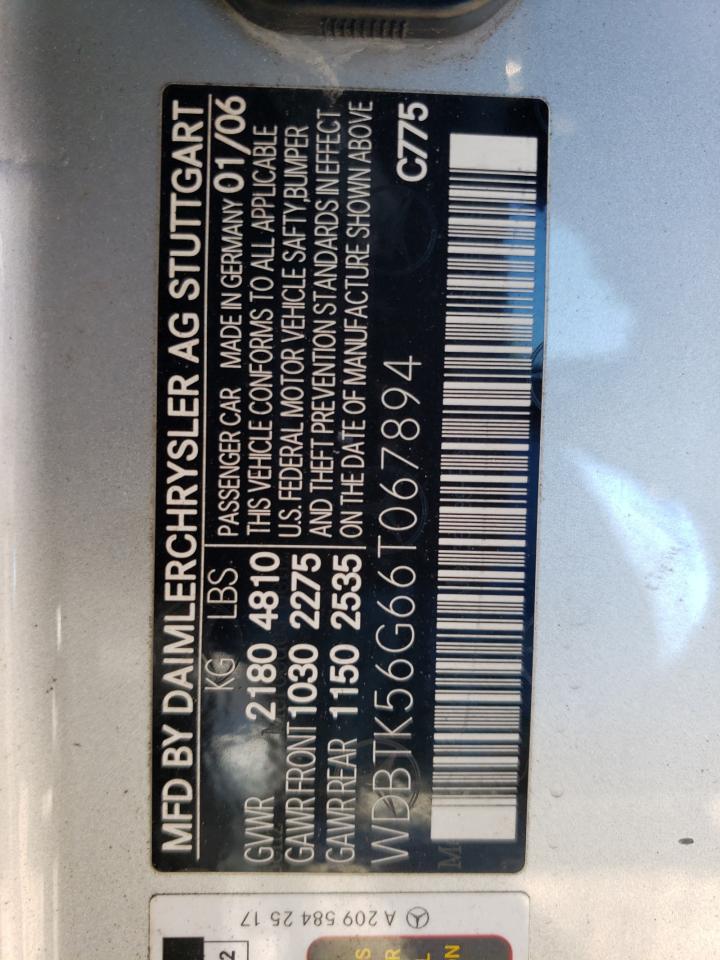 MFD BY DAIMLERCHRYSLER AG STUTTGART
KG LBS
GVWR 2180 4810
GAWR FRONT 1030 2275
GAWR REAR 1150 2535
PASSENGER CAR MADE IN GERMANY 01/06
THIS VEHICLE CONFORMS TO ALL APPLICABLE
U.S. FEDERAL MOTOR VEHICLE SAFTY,BUMPER
AND THEFT PREVENTION STANDARDS IN EFFECT
ON THE DATE OF MANUFACTURE SHOWN ABOVE
WDBTK56G66T067894 C775
A 209 584 25 17